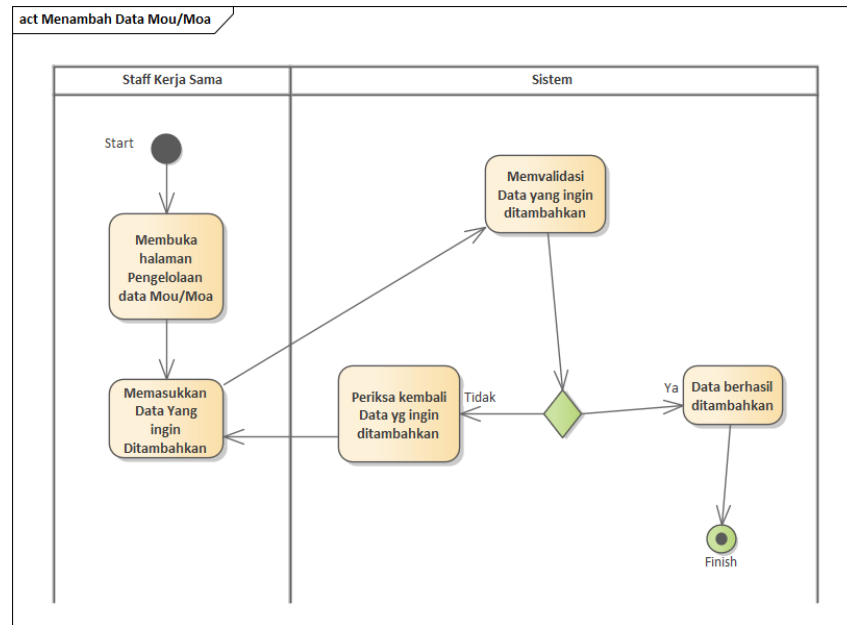 act Menambah Data Mou/Moa
Staff Kerja Sama
Sistem
Start
Membuka
halaman
Pengelolaan
data Mou/Moa
Memasukkan
Data Yang
ingin
Ditambahkan
Memvalidasi
Data yang ingin
ditambahkan
Periksa kembali
Data yg ingin
ditambahkan
Tidak
Ya
Data berhasil
ditambahkan
Finish